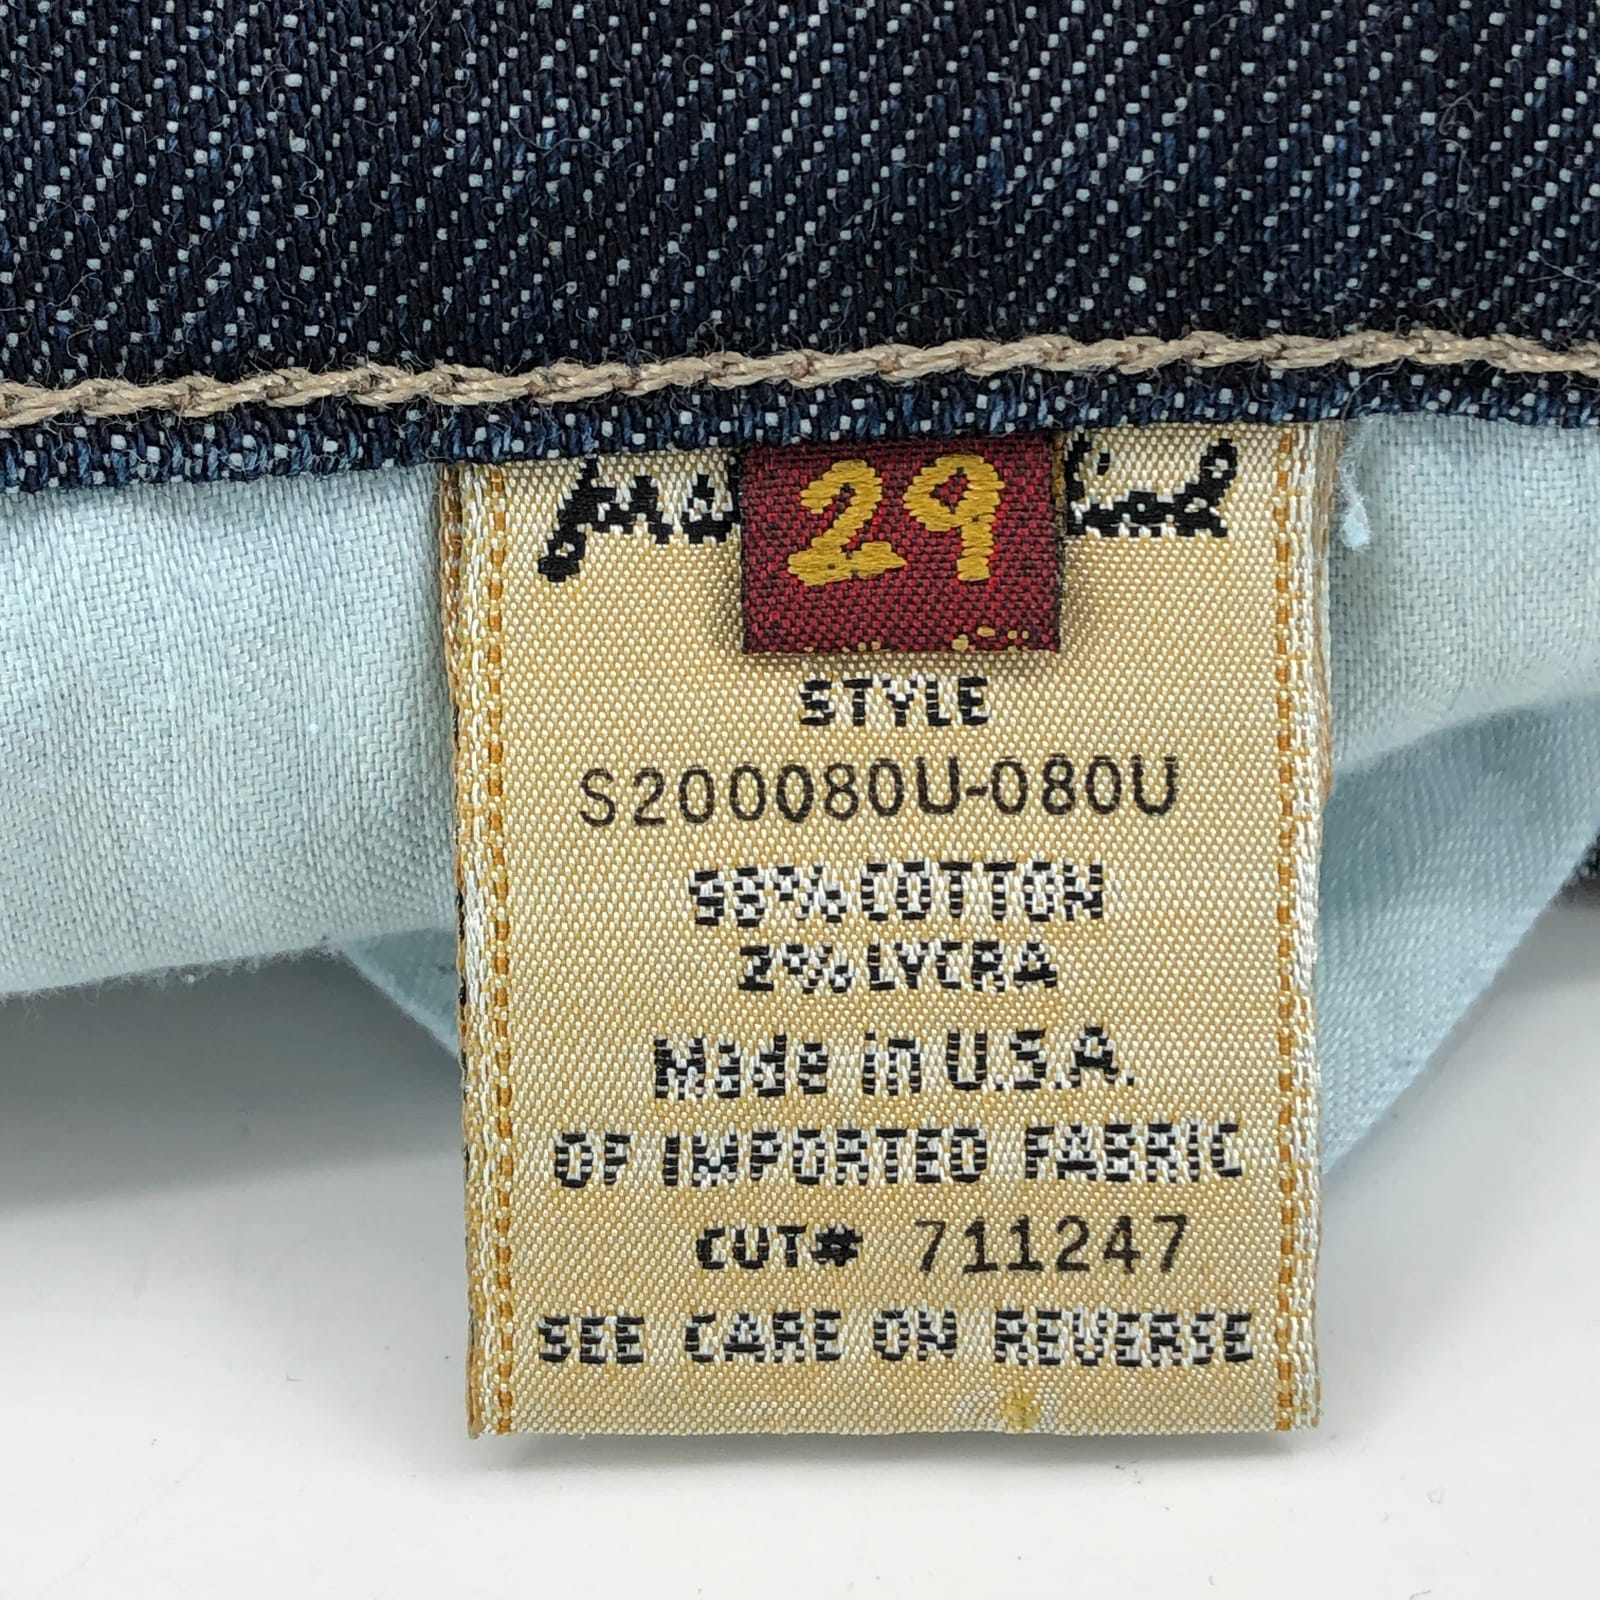 29
STYLE
S200080U-080U
98% COTTON
2% LYCRA
Made in U.S.A.
OF IMPORTED FABRIC
CUT# 711247
SEE CARE ON REVERSE